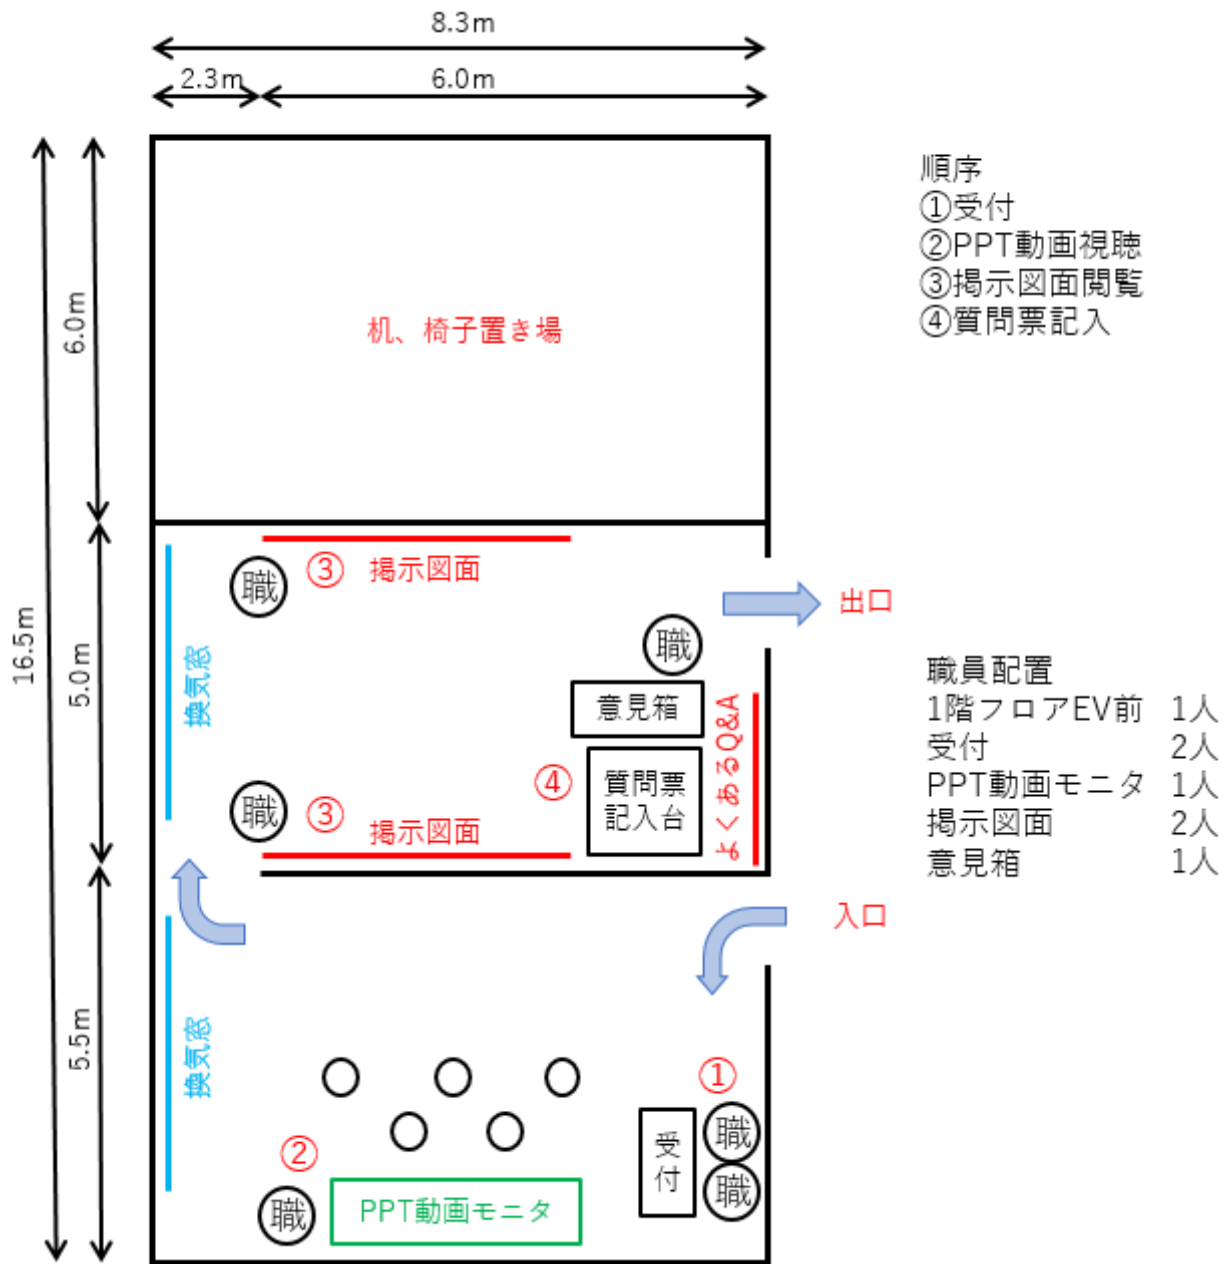 8.3m
2.3m
6.0m
順序
①受付
②PPT動画視聴
③掲示図面閲覧
④質問票記入
6.0m
机、椅子置き場
16.5m
5.0m
換気窓
職
③
掲示図面
出口
職
意見箱
よくあるQ&A
④
質問票
記入台
職
③
掲示図面
職員配置
1階フロアEV前 1人
受付 2人
PPT動画モニタ 1人
掲示図面 2人
意見箱 1人
入口
5.5m
換気窓
①
職
職
受
付
②
職
PPT動画モニタ